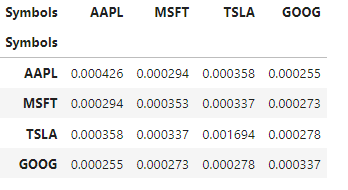 Symbols AAPL MSFT TSLA GOOG
Symbols
AAPL 0.000426 0.000294 0.000358 0.000255
MSFT 0.000294 0.000353 0.000337 0.000273
TSLA 0.000358 0.000337 0.001694 0.000278
GOOG 0.000255 0.000273 0.000278 0.000337